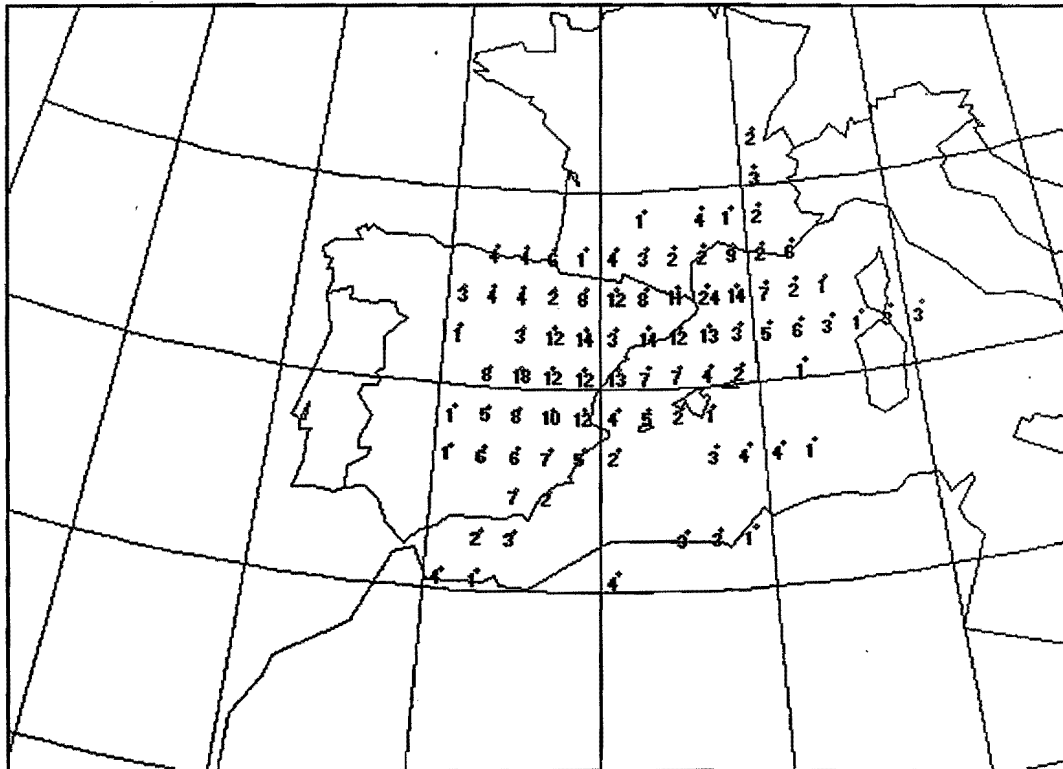 2
3
1 4 1 2
4 4 6 1 4 3 2 2 9 2 6
3 4 4 2 8 12 8 11 24 14 7 2 1
1 3 12 14 3 14 12 13 3 5 6 3 1 3 3
8 18 12 12 13 7 7 4 2 1
1 5 8 10 12 4 5 2 1
1 6 6 7 5 2 3 4 4 1
7 2
2 3 3 3 1
4 1 4